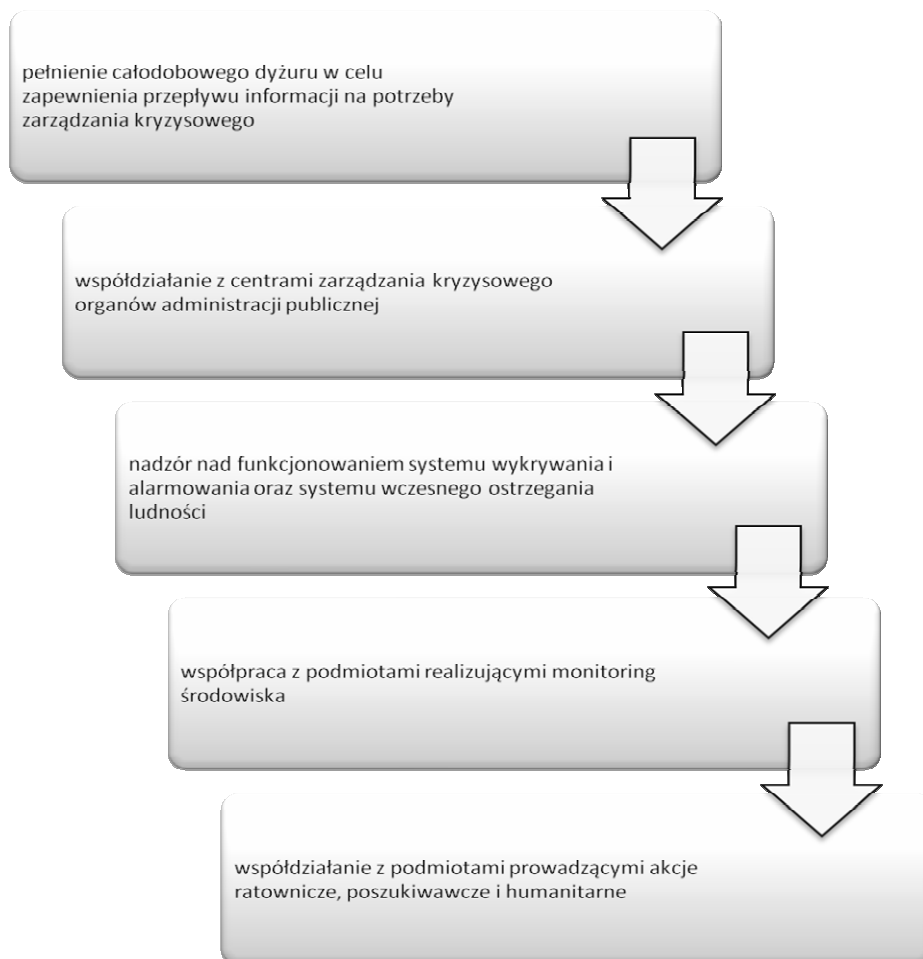 pełnienie całodobowego dyżuru w celu
zapewnienia przepływu informacji na potrzeby
zarządzania kryzysowego
współdziałanie z centrami zarządzania kryzysowego
organów administracji publicznej
nadzór nad funkcjonowaniem systemu wykrywania i
alarmowania oraz systemu wczesnego ostrzegania
ludności
współpraca z podmiotami realizującymi monitoring
środowiska
współdziałanie z podmiotami prowadzącymi akcje
ratownicze, poszukiwawcze i humanitarne